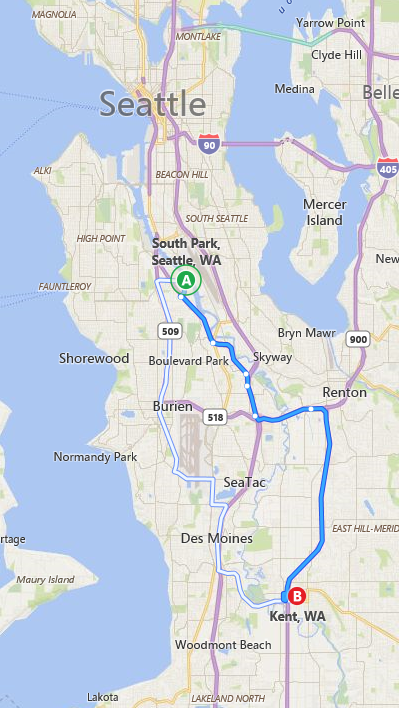 MAGNOLIA
Yarrow Point
MONTLAKE
Clyde Hill
Medina
Belle
Seattle
90
405
ALKI
BEACON HILL
Mercer
Island
SOUTH SEATTLE
HIGH POINT
South Park,
Seattle, WA
New
A
FAUNTLEROY
509
Bryn Mawr
900
Shorewood
Boulevard Park
Skyway
Renton
Burien
518
Normandy Park
SeaTac
EAST HILL-MERID
Des Moines
rtage
Maury Island
B
Kent, WA
Woodmont Beach
Lakota
LAKELAND NORTH